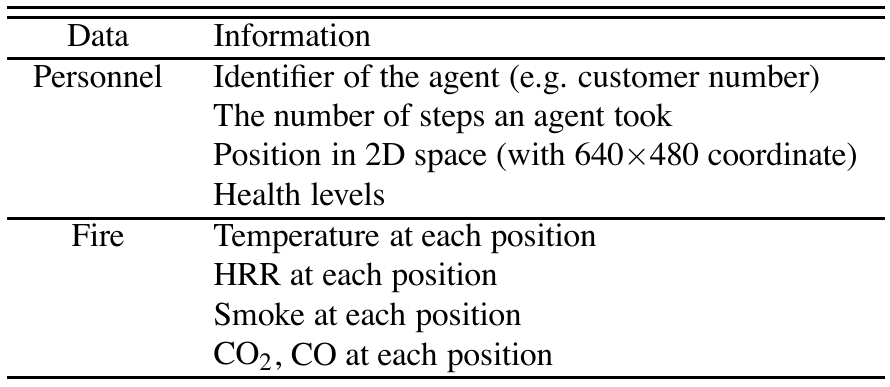 Data Information
Personnel Identifier of the agent (e.g. customer number)
The number of steps an agent took
Position in 2D space (with 640×480 coordinate)
Health levels
Fire Temperature at each position
HRR at each position
Smoke at each position
CO₂, CO at each position